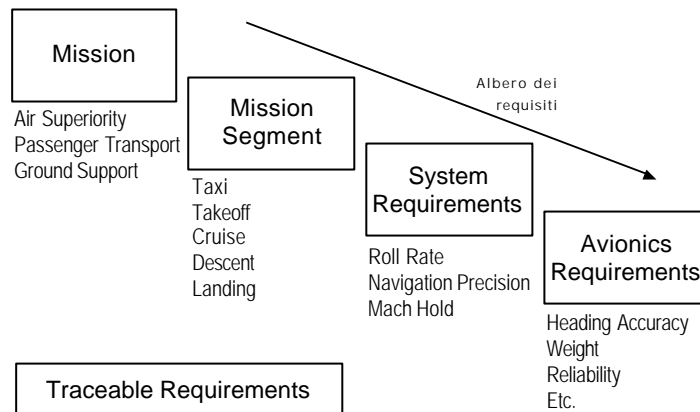 Mission
Air Superiority
Passenger Transport
Ground Support
Albero dei
requisiti
Mission
Segment
Taxi
Takeoff
Cruise
Descent
Landing
System
Requirements
Roll Rate
Navigation Precision
Mach Hold
Avionics
Requirements
Heading Accuracy
Weight
Reliability
Etc.
Traceable Requirements